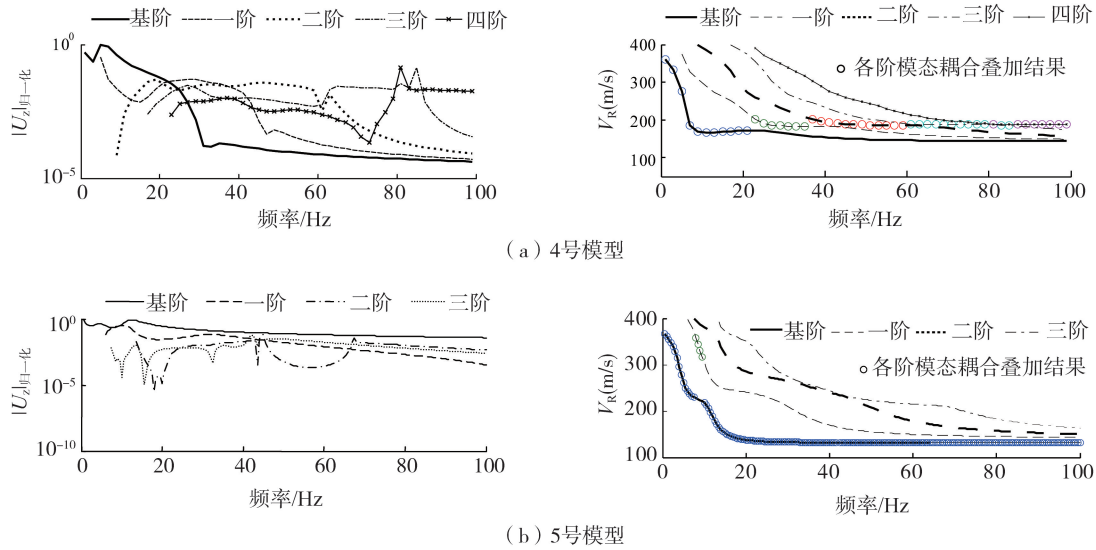 基阶 一阶 二阶 三阶 四阶
10⁰
10⁻⁵
|U_z|归一化
0 20 40 60 80 100
频率/Hz
基阶 一阶 二阶 三阶 四阶
各阶模态耦合叠加结果
400
300
200
100
V_R(m/s)
0 20 40 60 80 100
频率/Hz
(a)4号模型
基阶 一阶 二阶 三阶
10⁰
10⁻⁵
10⁻¹⁰
|U_z|归一化
0 20 40 60 80 100
频率/Hz
基阶 一阶 二阶 三阶
各阶模态耦合叠加结果
400
300
200
100
V_R(m/s)
0 20 40 60 80 100
频率/Hz
(b)5号模型